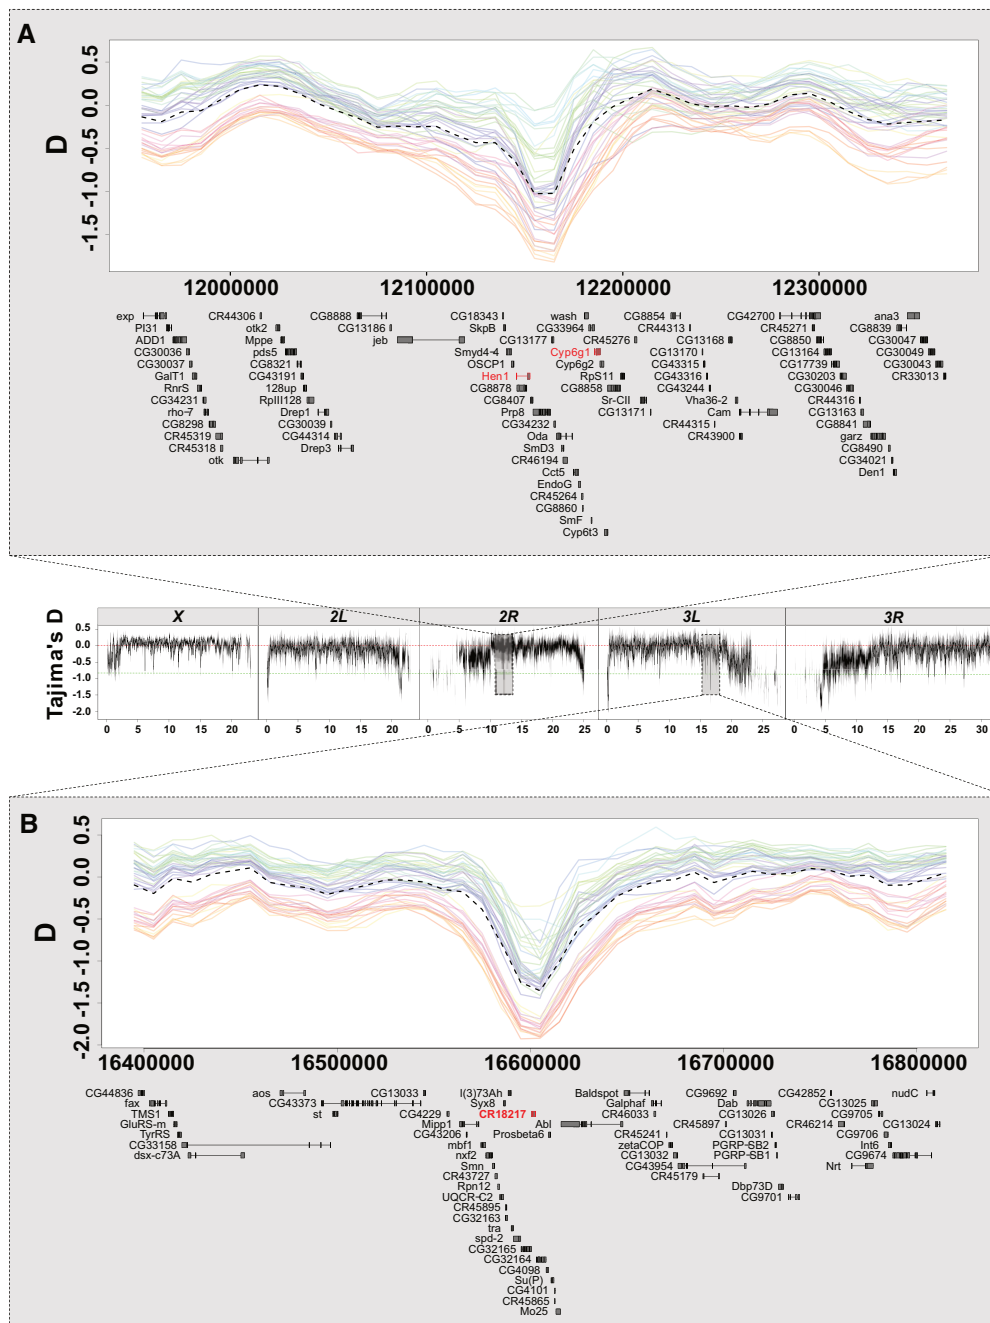 A
D
0.5
0.0
-0.5
-1.0
-1.5
12000000 12100000 12200000 12300000
exp CR44306 CG8888 CG18343 wash CG8854 CG42700 ana3
PI31 otk2 CG13186 SkpB CG33964 CR44313 CR45271 CG8839
ADD1 Mppe jeb CG13177 CR45276 CG13168 CG8850 CG30047
CG30036 pds5 Smyd4-4 Cyp6g1 CG13170 CG13164 CG30049
CG30037 CG8321 OSCP1 Cyp6g2 CG43315 CG17739 CG30043
GalT1 CG43191 Hen1 RpS11 CG43316 CG30203 CR33013
RnrS 128up CG8878 CG8858 CG43244 CG30046
CG34231 RpIII128 CG8407 Sr-CII Vha36-2 CR44316
rho-7 Drep1 Prp8 CG13171 Cam CG13163
CG8298 CG30039 CG34232 CR44315 CG8841
CR45319 CG44314 Oda CR43900 garz
CR45318 Drep3 SmD3 CG8490
otk CR46194 CG34021
Cct5 Den1
EndoG
CR45264
CG8860
SmF
Cyp6t3
Tajima's D
X 2L 2R 3L 3R
0.5
0.0
-0.5
-1.0
-1.5
-2.0
0 5 10 15 20 0 5 10 15 20 0 5 10 15 20 25 0 5 10 15 20 25 0 5 10 15 20 25 30
B
D
0.5
0.0
-0.5
-1.0
-1.5
-2.0
16400000 16500000 16600000 16700000 16800000
CG44836 aos CG13033 l(3)73Ah Baldspot CG9692 CG42852 nudC
fax CG43373 Syx8 Galphaf Dab CG13025
TMS1 st CG4229 CR18217 CR46033 CG13026 CG9705
GluRS-m Mipp1 Abl CR45897 CR46214 CG13024
TyrRS CG43206 Prosbeta6 CR45241 CG13031 CG9706
CG33158 mbf1 zetaCOP PGRP-SB2 Int6
dsx-c73A nxf2 CG13032 PGRP-SB1 CG9674
Smn CG43954 Nrt
CR43727 CR45179
Rpn12 Dbp73D
UQCR-C2 CG9701
CR45895
CG32163
tra
spd-2
CG32165
CG32164
CG4098
Su(P)
CG4101
CR45865
Mo25